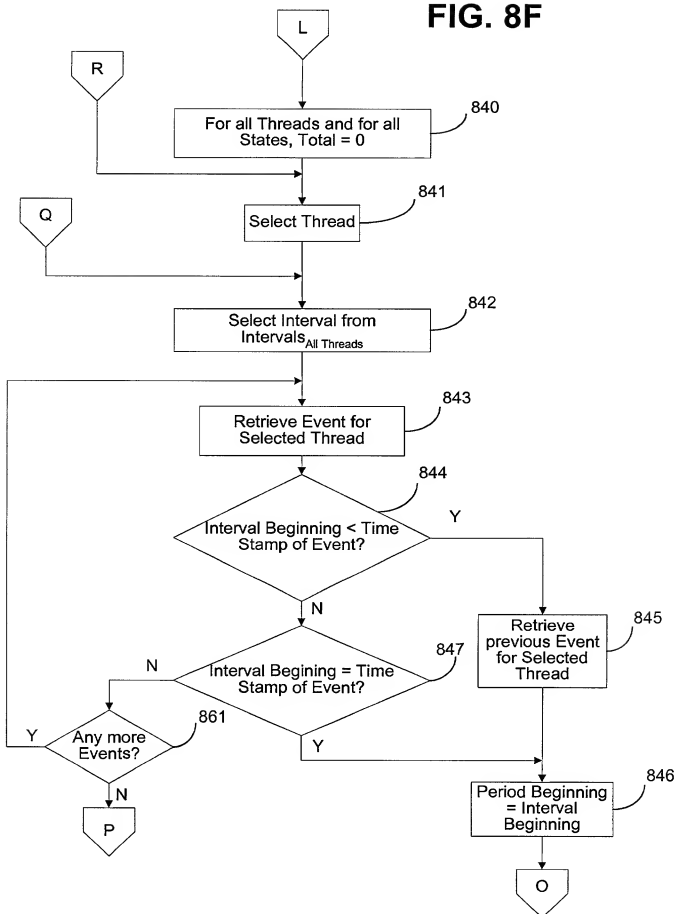 FIG. 8F
L
R
840
For all Threads and for all
States, Total = 0
841
Select Thread
Q
842
Select Interval from
Intervals All Threads
843
Retrieve Event for
Selected Thread
844
Interval Beginning < Time
Stamp of Event?
Y
N
845
Retrieve
previous Event
for Selected
Thread
847
Interval Begining = Time
Stamp of Event?
N
Y
861
Any more
Events?
Y
N
846
Period Beginning
= Interval
Beginning
P
O